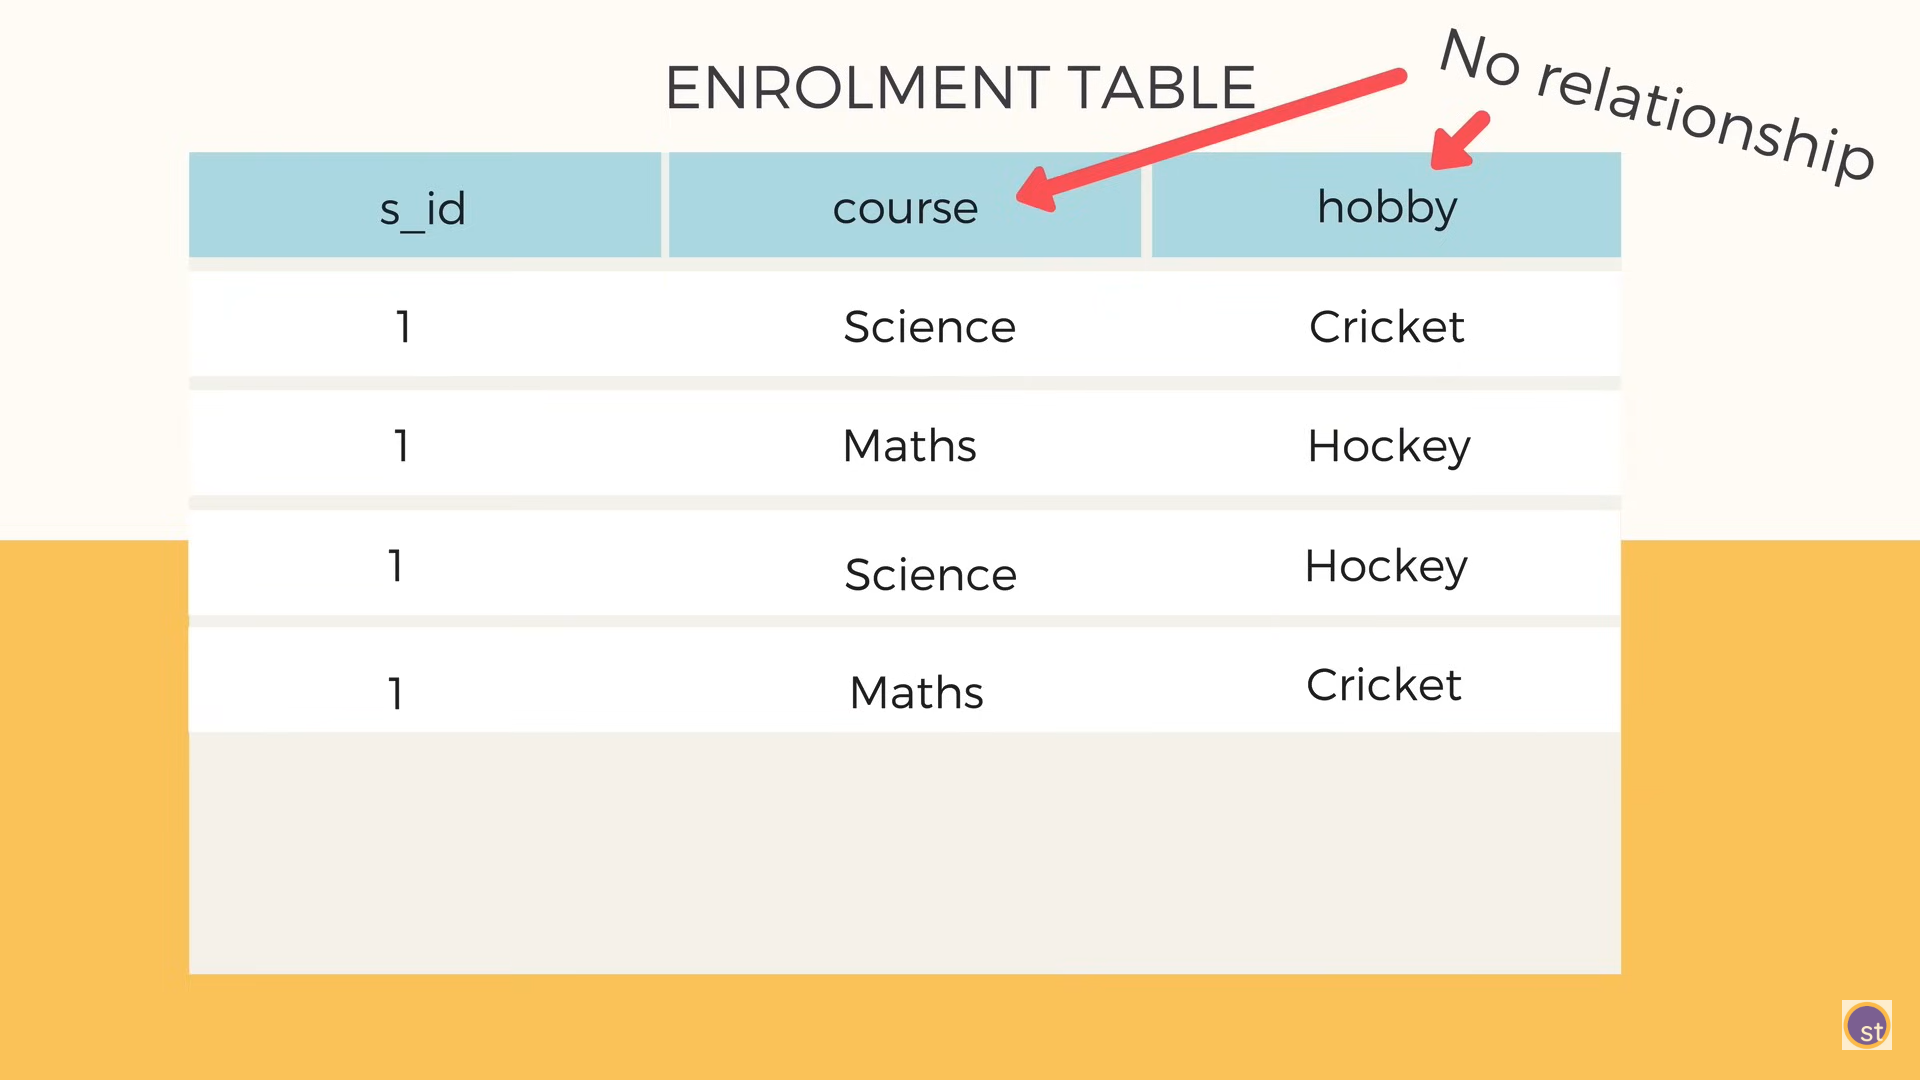 ENROLMENT TABLE
No relationship
s_id course hobby
1 Science Cricket
1 Maths Hockey
1 Science Hockey
1 Maths Cricket
st